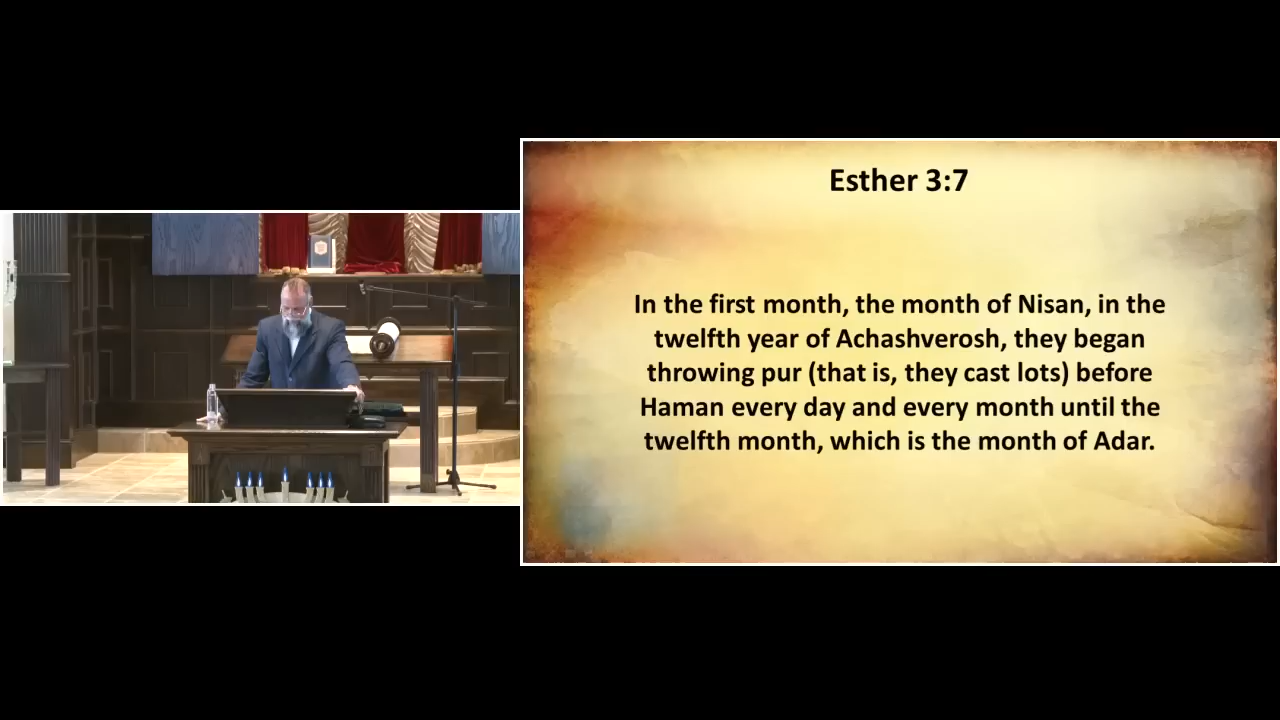 Esther 3:7
In the first month, the month of Nisan, in the
twelfth year of Achashverosh, they began
throwing pur (that is, they cast lots) before
Haman every day and every month until the
twelfth month, which is the month of Adar.